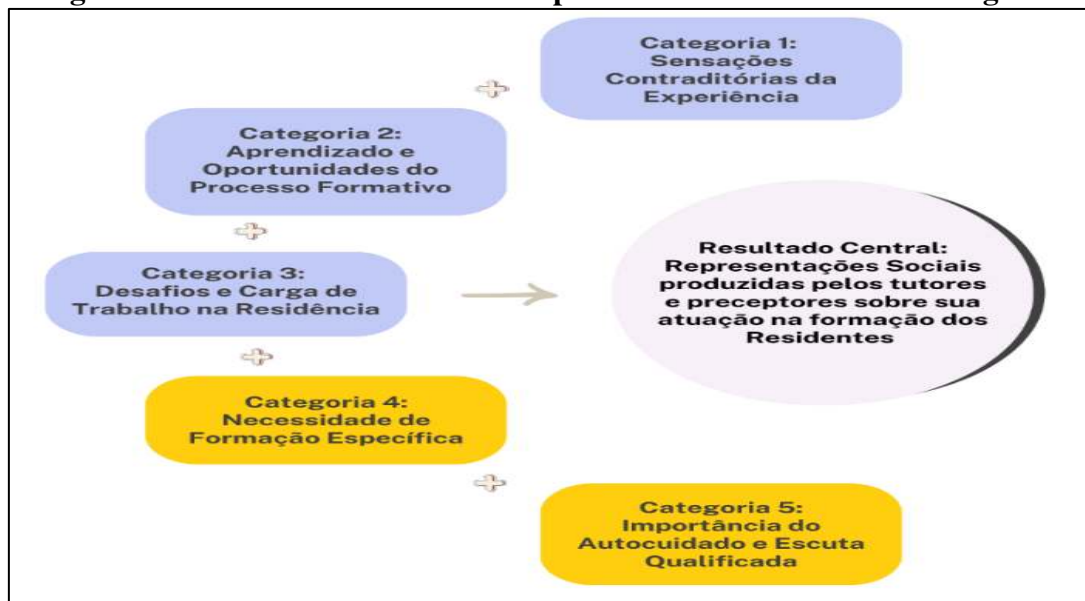 Categoria 1:
Sensações
Contraditórias da
Experiência
Categoria 2:
Aprendizado e
Oportunidades do
Processo Formativo
Categoria 3:
Desafios e Carga de
Trabalho na Residência
Resultado Central:
Representações Sociais
produzidas pelos tutores
e preceptores sobre sua
atuação na formação dos
Residentes
Categoria 4:
Necessidade de
Formação Específica
Categoria 5:
Importância do
Autocuidado e Escuta
Qualificada